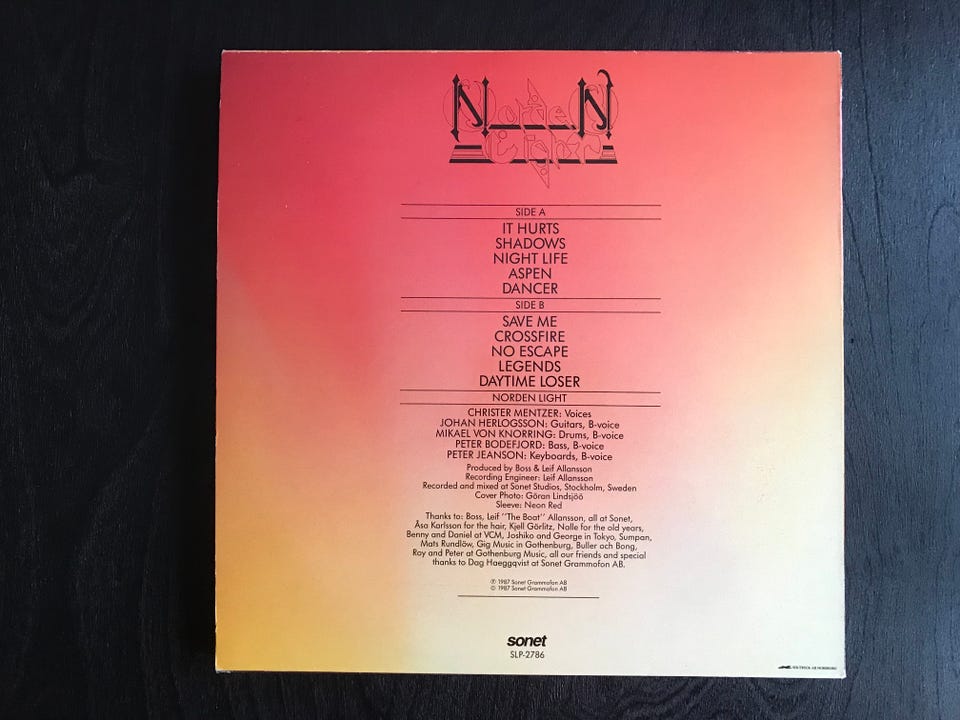 Norden
Light
SIDE A
IT HURTS
SHADOWS
NIGHT LIFE
ASPEN
DANCER
SIDE B
SAVE ME
CROSSFIRE
NO ESCAPE
LEGENDS
DAYTIME LOSER
NORDEN LIGHT
CHRISTER MENTZER: Voices
JOHAN HERLOGSSON: Guitars, B-voice
MIKAEL VON KNORRING: Drums, B-voice
PETER BODEFJORD: Bass, B-voice
PETER JEANSON: Keyboards, B-voice
Produced by Boss & Leif Allansson
Recording Engineer: Leif Allansson
Recorded and mixed at Sonet Studios, Stockholm, Sweden
Cover Photo: Göran Lindsjöö
Sleeve: Neon Red
Thanks to: Boss, Leif "The Boat" Allansson, all at Sonet,
Åsa Karlsson for the hair, Kjell Görlitz, Nalle for the old years,
Benny and Daniel at VCM, Joshiko and George in Tokyo, Sumpan,
Mats Rundlöw, Gig Music in Gothenburg, Buller och Bong,
Roy and Peter at Gothenburg Music, all our friends and special
thanks to Dag Haeggqvist at Sonet Grammofon AB.
℗ 1987 Sonet Grammofon AB
© 1987 Sonet Grammofon AB
sonet
SLP-2786